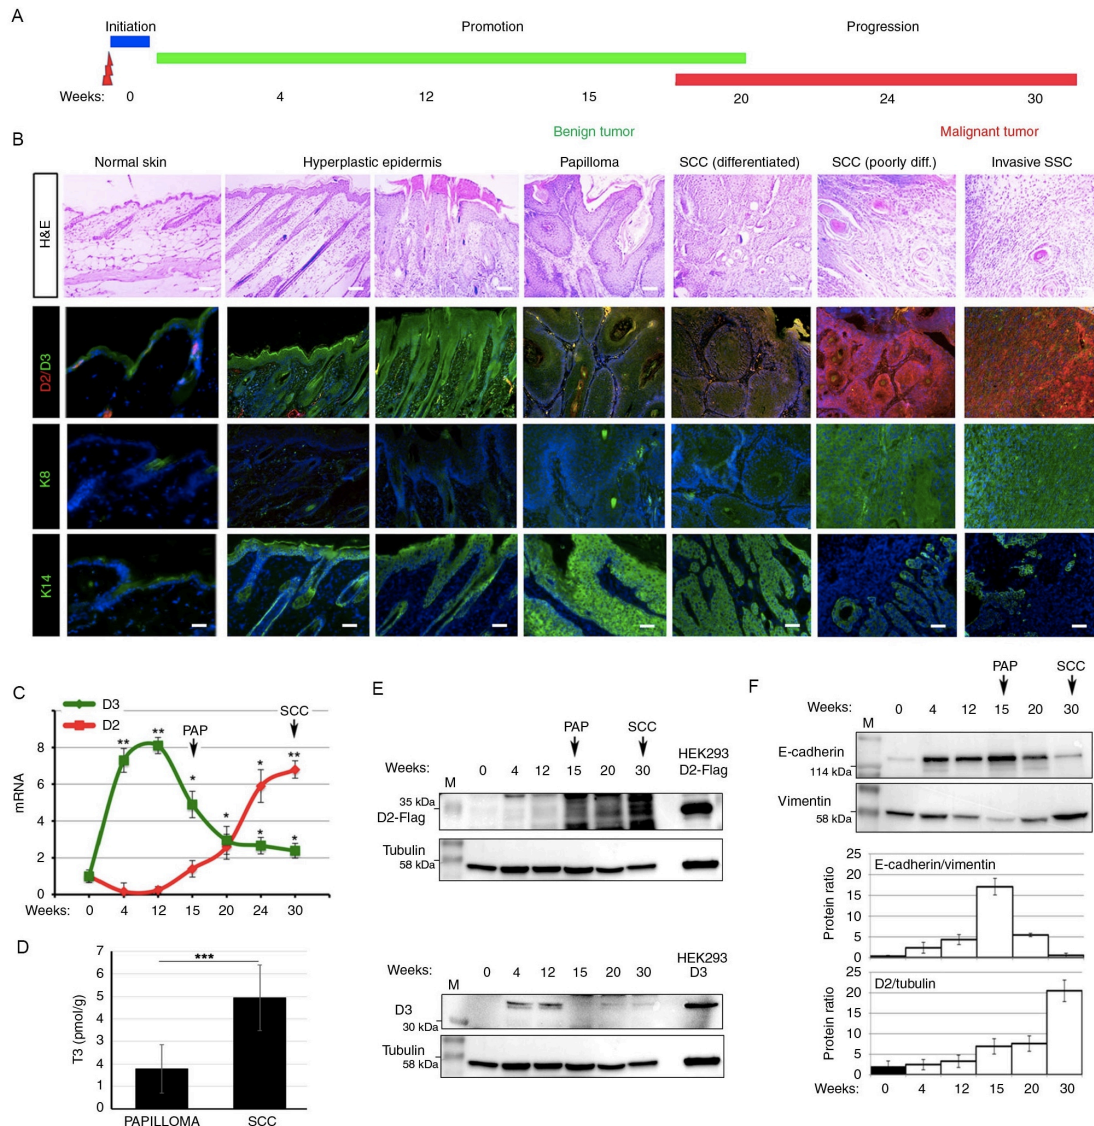 A
Initiation
Promotion
Progression
Weeks: 0 4 12 15 20 24 30
B
Benign tumor
Malignant tumor
Normal skin
Hyperplastic epidermis
Papilloma
SCC (differentiated)
SCC (poorly diff.)
Invasive SSC
H&E
D2/D3
K8
K14
C
D3
D2
PAP
SCC
** ** * * * * * **
mRNA
8
6
4
2
0
Weeks: 0 4 12 15 20 24 30
D
***
T3 (pmol/g)
7
6
5
4
3
4
1
0
PAPILLOMA SCC
E
PAP SCC
HEK293
Weeks: M 0 4 12 15 20 30 D2-Flag
35 kDa
D2-Flag
Tubulin
58 kDa
HEK293
Weeks: 0 4 12 15 20 30 D3
M
D3
30 kDa
Tubulin
58 kDa
F
PAP SCC
Weeks: 0 4 12 15 20 30
M
E-cadherin
114 kDa
Vimentin
58 kDa
E-cadherin/vimentin
Protein ratio
25
20
15
10
5
0
D2/tubulin
Protein ratio
25
20
15
10
5
0
Weeks: 0 4 12 15 20 30